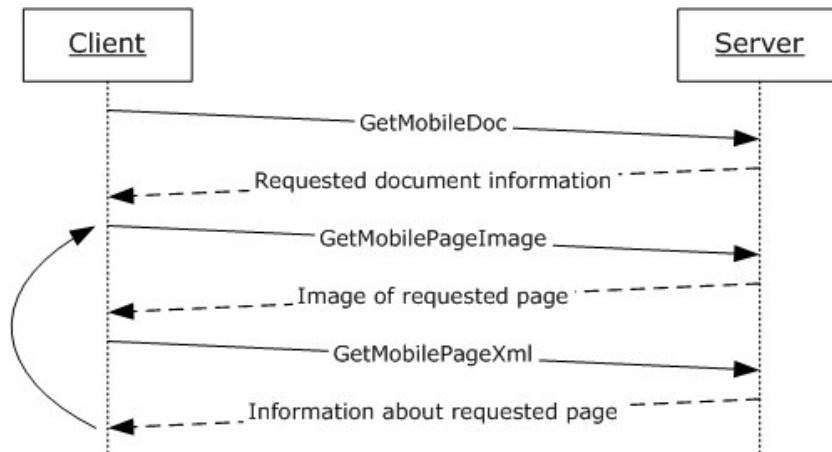 Client
Server
GetMobileDoc
Requested document information
GetMobilePageImage
Image of requested page
GetMobilePageXml
Information about requested page